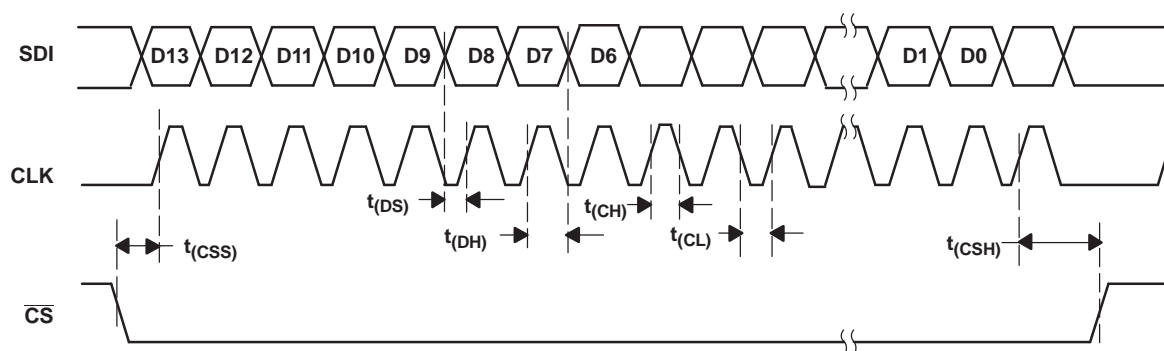 SDI
D13 D12 D11 D10 D9 D8 D7 D6 D1 D0
CLK
t(DS)
t(CH)
t(DH)
t(CL)
t(CSS)
t(CSH)
CS